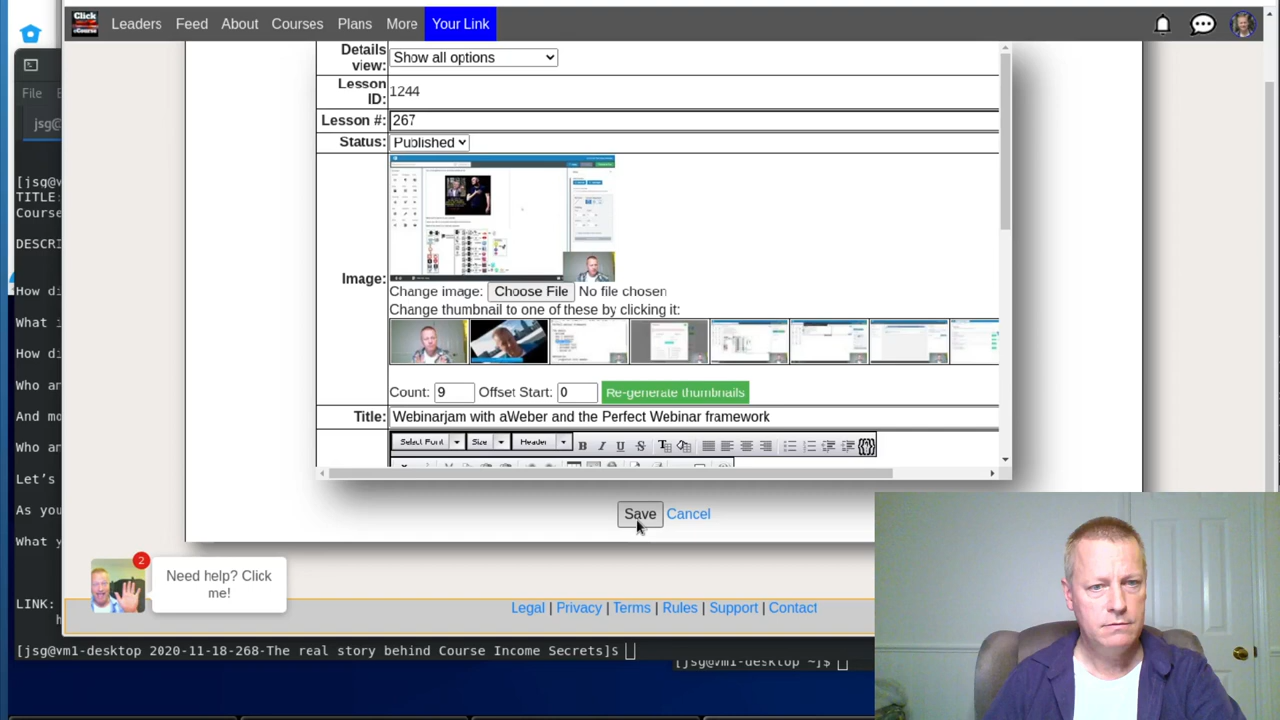 Click
eCourse
Leaders Feed About Courses Plans More Your Link
File
jsg@
[jsg@v
TITLE:
Course
DESCRI
How di
What i
How di
Who an
And mo
Who an
Let's
As you
What y
LINK:
h
Details view: Show all options
Lesson ID: 1244
Lesson #: 267
Status: Published
Image:
Change image: Choose File No file chosen
Change thumbnail to one of these by clicking it:
Count: 9 Offset Start: 0 Re-generate thumbnails
Title: Webinarjam with aWeber and the Perfect Webinar framework
Select Font Size Header B I U S
Save Cancel
2
Need help? Click me!
Legal | Privacy | Terms | Rules | Support | Contact
[jsg@vm1-desktop 2020-11-18-268-The real story behind Course Income Secrets]$
[jsg@vm1-desktop ~]$